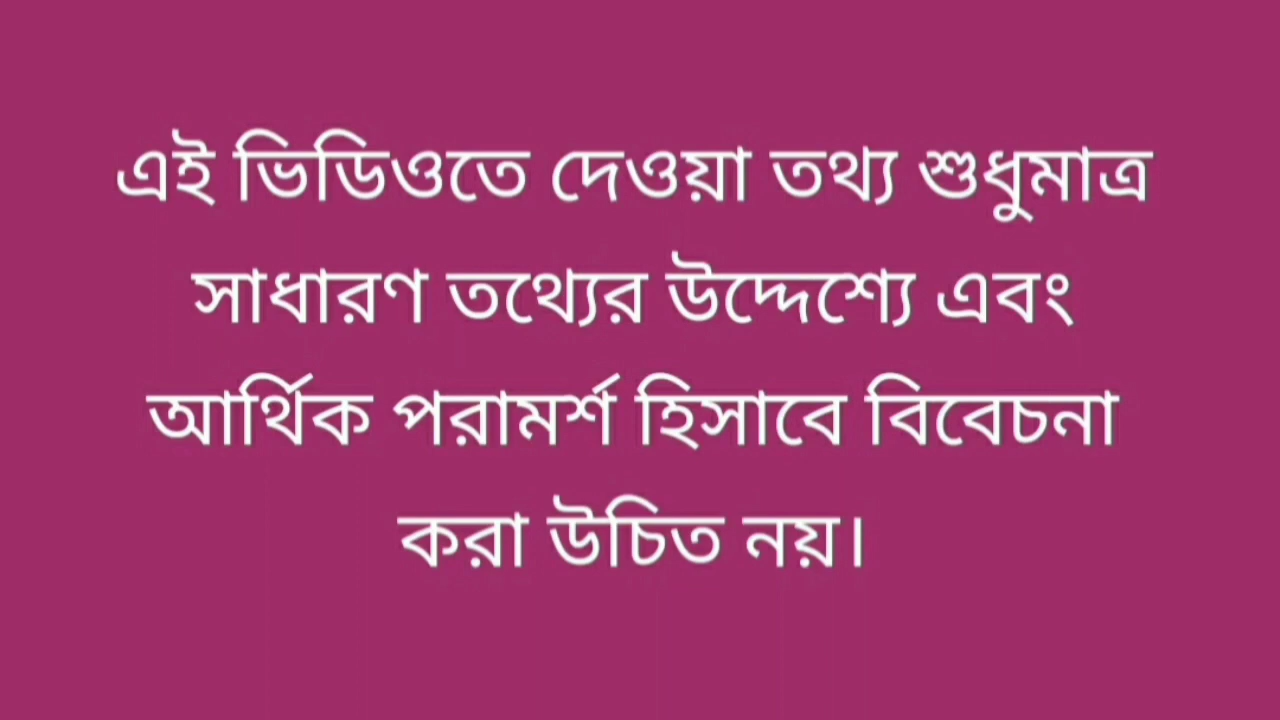 এই ভিডিওতে দেওয়া তথ্য শুধুমাত্র
সাধারণ তথ্যের উদ্দেশ্যে এবং
আর্থিক পরামর্শ হিসাবে বিবেচনা
করা উচিত নয়।